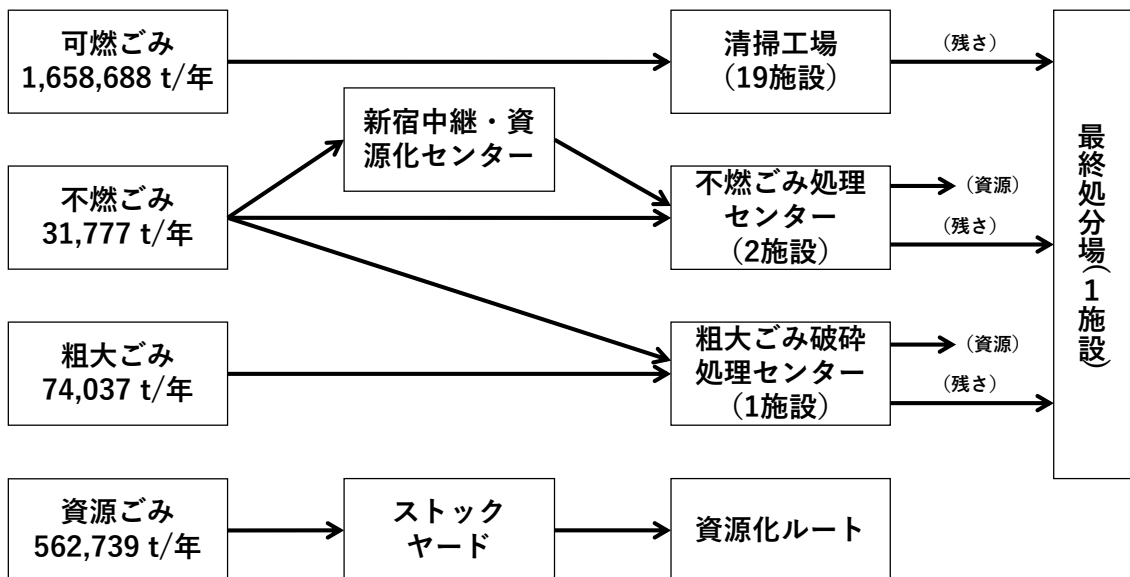 可燃ごみ
1,658,688 t/年
清掃工場
（19施設）
（残さ）
新宿中継・資
源化センター
不燃ごみ
31,777 t/年
不燃ごみ処理
センター
（2施設）
（資源）
（残さ）
粗大ごみ
74,037 t/年
粗大ごみ破砕
処理センター
（1施設）
（資源）
（残さ）
最終処分場（1施設）
資源ごみ
562,739 t/年
ストック
ヤード
資源化ルート